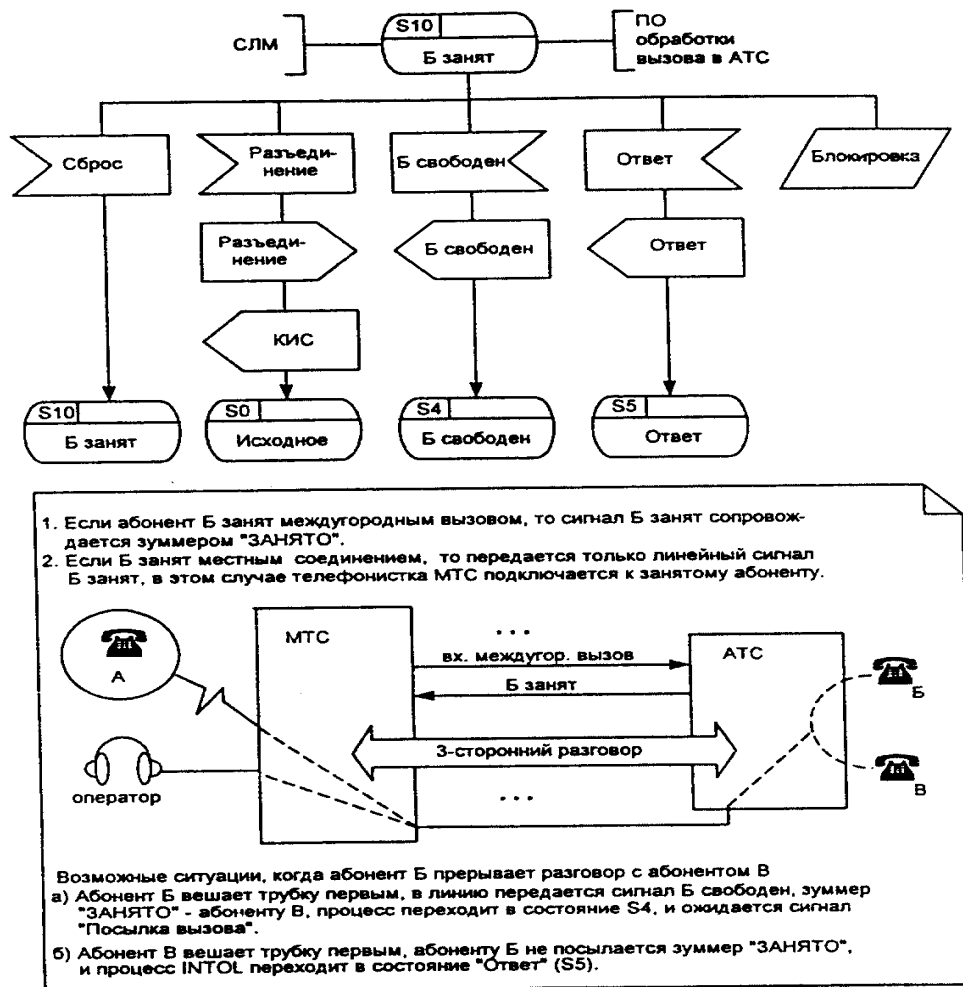 S10
Б занят
СЛМ
ПО
обработки
вызова в АТС
Сброс
Разъеди-
нение
Б свободен
Ответ
Блокировка
Разъеди-
нение
Б свободен
Ответ
КИС
S10
Б занят
S0
Исходное
S4
Б свободен
S5
Ответ
1. Если абонент Б занят междугородным вызовом, то сигнал Б занят сопровож-
дается зуммером "ЗАНЯТО".
2. Если Б занят местным соединением, то передается только линейный сигнал
Б занят, в этом случае телефонистка МТС подключается к занятому абоненту.
А
МТС
. . .
вх. междугор. вызов
Б занят
АТС
Б
3-сторонний разговор
оператор
. . .
В
Возможные ситуации, когда абонент Б прерывает разговор с абонентом В
а) Абонент Б вешает трубку первым, в линию передается сигнал Б свободен, зуммер
"ЗАНЯТО" - абоненту В, процесс переходит в состояние S4, и ожидается сигнал
"Посылка вызова".
б) Абонент В вешает трубку первым, абоненту Б не посылается зуммер "ЗАНЯТО",
и процесс INTOL переходит в состояние "Ответ" (S5).